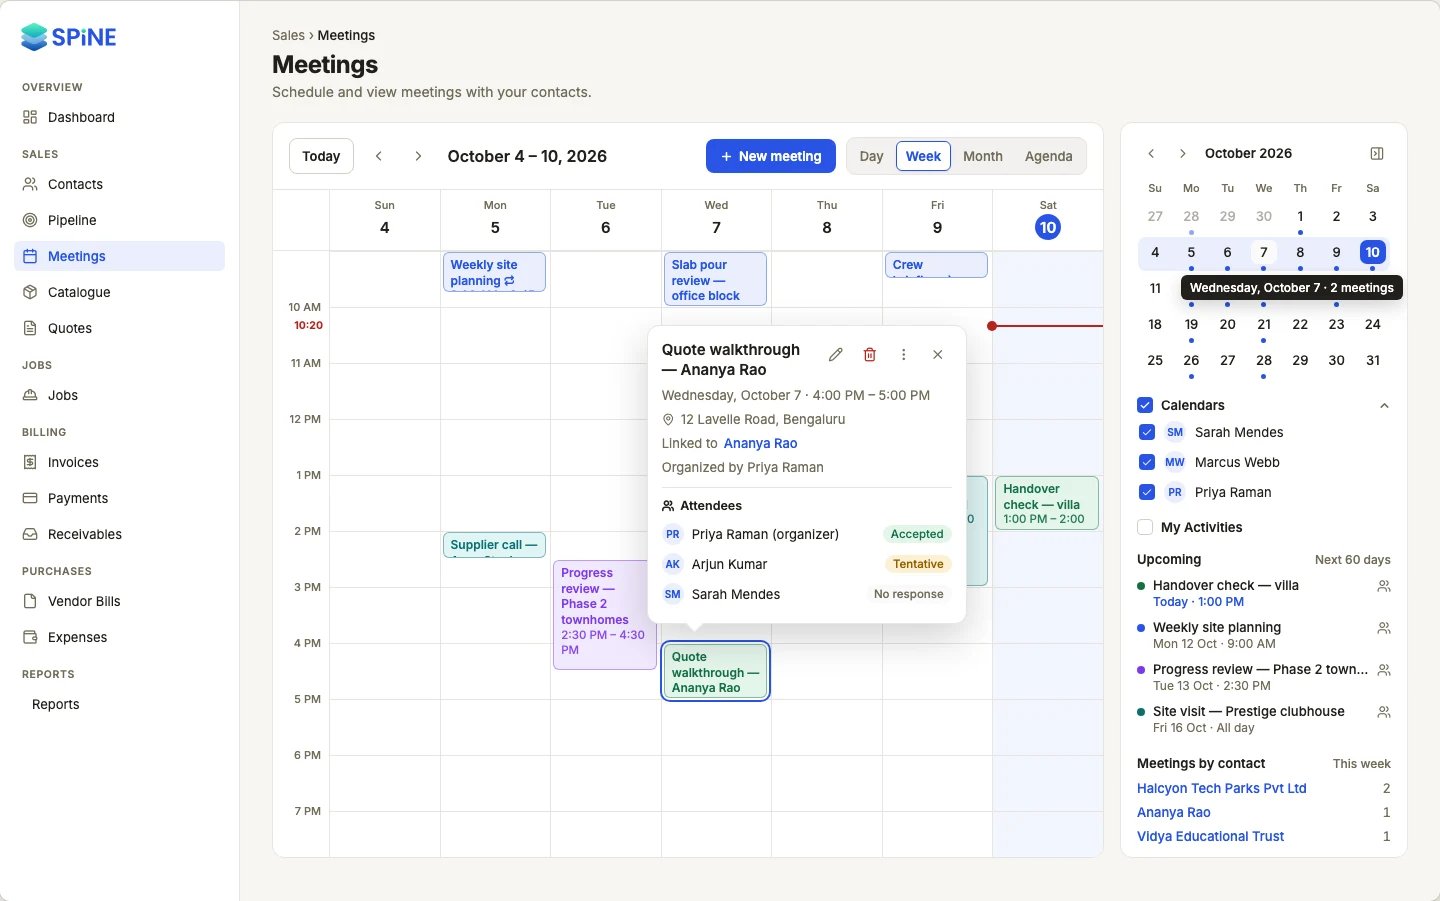 SPiNE
OVERVIEW
Dashboard
SALES
Contacts
Pipeline
Meetings
Catalogue
Quotes
JOBS
Jobs
BILLING
Invoices
Payments
Receivables
PURCHASES
Vendor Bills
Expenses
REPORTS
Reports
Sales › Meetings
Meetings
Schedule and view meetings with your contacts.
Today
October 4 – 10, 2026
+ New meeting
Day Week Month Agenda
Sun Mon Tue Wed Thu Fri Sat
4 5 6 7 8 9 10
10 AM
10:20
11 AM
12 PM
1 PM
2 PM
3 PM
4 PM
5 PM
6 PM
7 PM
Weekly site
planning
Slab pour
review —
office block
Crew
Supplier call —
Progress
review —
Phase 2
townhomes
2:30 PM – 4:30
PM
Quote
walkthrough —
Ananya Rao
Handover
check — villa
1:00 PM – 2:00
Quote walkthrough
— Ananya Rao
Wednesday, October 7 · 4:00 PM – 5:00 PM
12 Lavelle Road, Bengaluru
Linked to Ananya Rao
Organized by Priya Raman
Attendees
PR Priya Raman (organizer) Accepted
AK Arjun Kumar Tentative
SM Sarah Mendes No response
October 2026
Su Mo Tu We Th Fr Sa
27 28 29 30 1 2 3
4 5 6 7 8 9 10
11
Wednesday, October 7 · 2 meetings
18 19 20 21 22 23 24
25 26 27 28 29 30 31
Calendars
SM Sarah Mendes
MW Marcus Webb
PR Priya Raman
My Activities
Upcoming Next 60 days
Handover check — villa
Today · 1:00 PM
Weekly site planning
Mon 12 Oct · 9:00 AM
Progress review — Phase 2 town...
Tue 13 Oct · 2:30 PM
Site visit — Prestige clubhouse
Fri 16 Oct · All day
Meetings by contact This week
Halcyon Tech Parks Pvt Ltd 2
Ananya Rao 1
Vidya Educational Trust 1